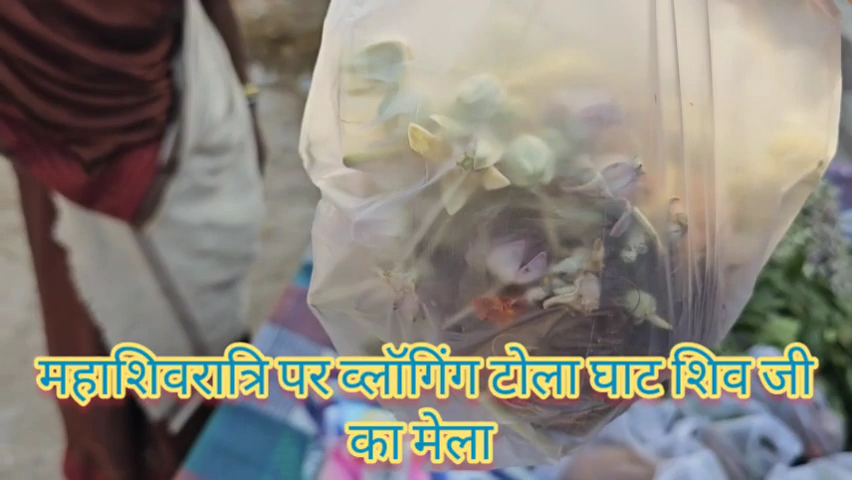 महाशिवरात्रि पर व्लॉगिंग टोला घाट शिव जी
का मेला